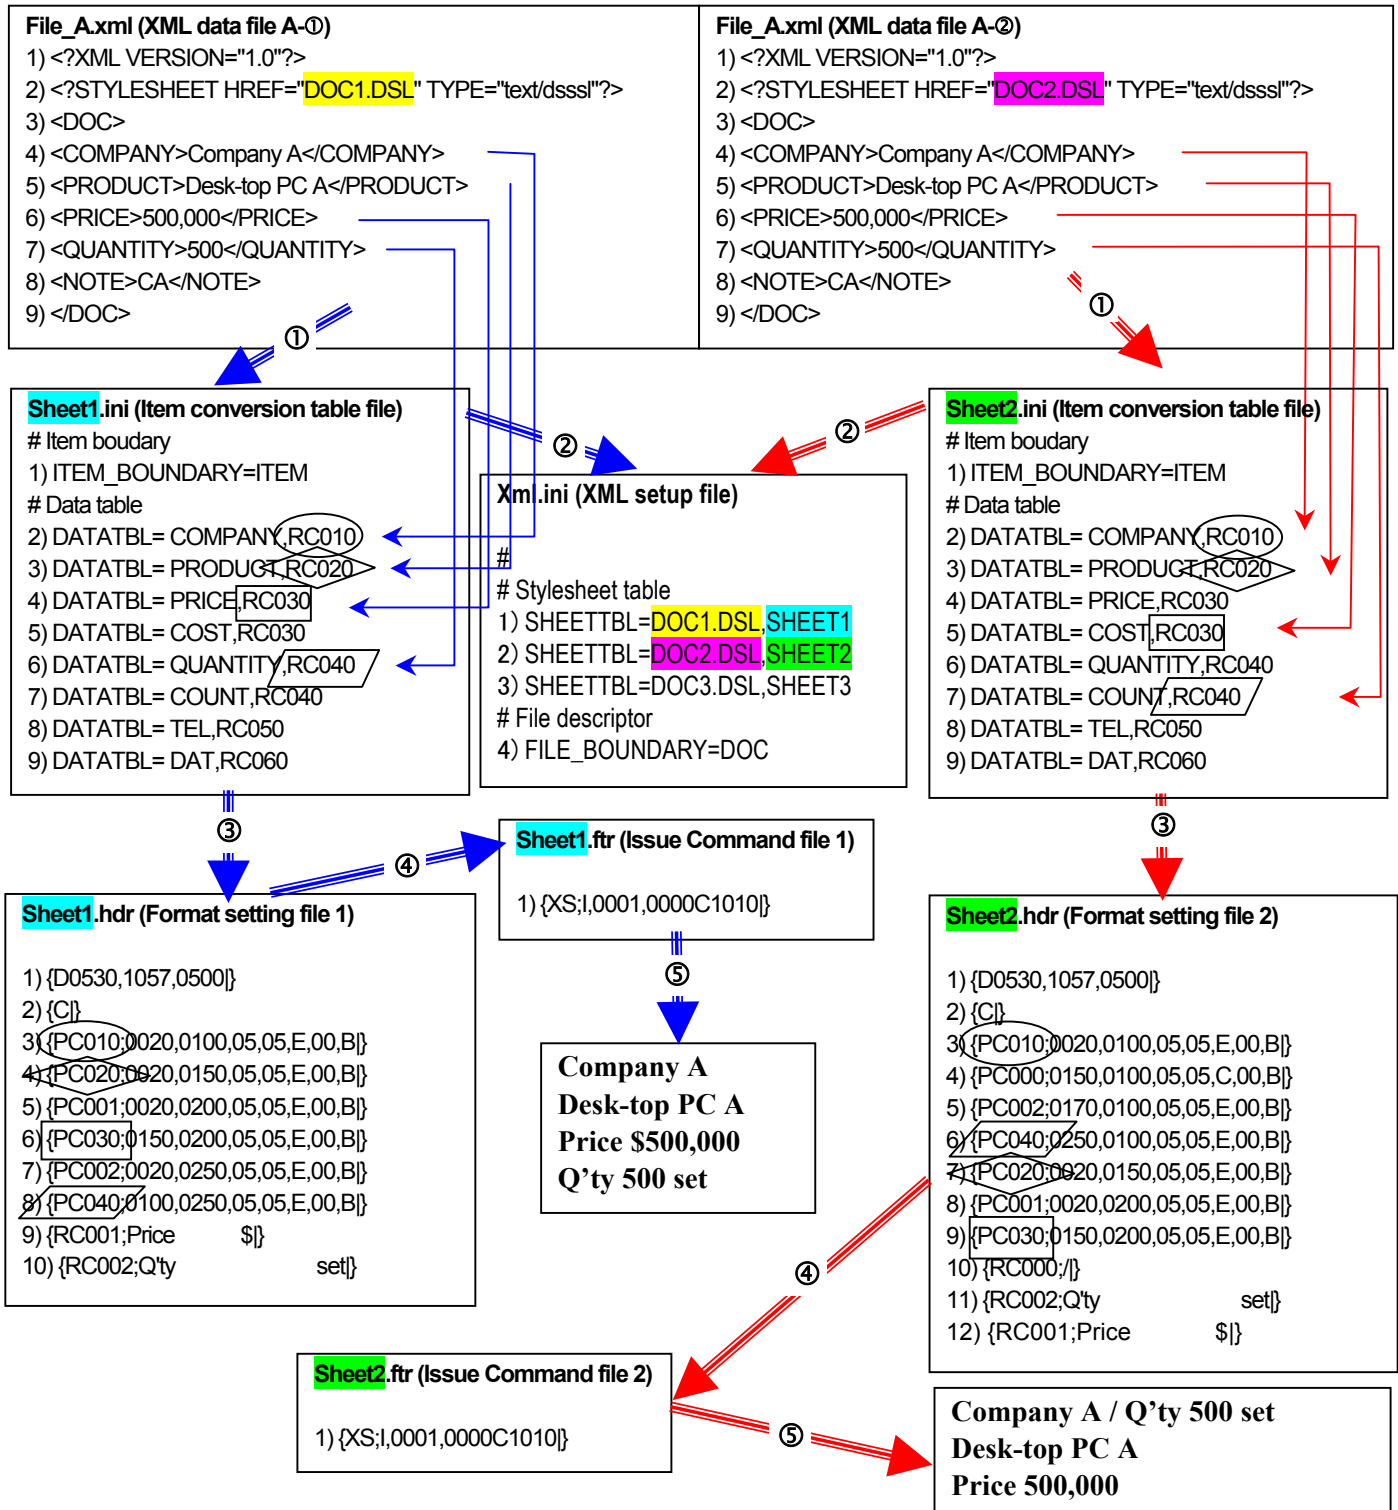 File_A.xml (XML data file A-①)
1) <?XML VERSION="1.0"?>
2) <?STYLESHEET HREF="DOC1.DSL" TYPE="text/dsssl"?>
3) <DOC>
4) <COMPANY>Company A</COMPANY>
5) <PRODUCT>Desk-top PC A</PRODUCT>
6) <PRICE>500,000</PRICE>
7) <QUANTITY>500</QUANTITY>
8) <NOTE>CA</NOTE>
9) </DOC>
①
File_A.xml (XML data file A-②)
1) <?XML VERSION="1.0"?>
2) <?STYLESHEET HREF="DOC2.DSL" TYPE="text/dsssl"?>
3) <DOC>
4) <COMPANY>Company A</COMPANY>
5) <PRODUCT>Desk-top PC A</PRODUCT>
6) <PRICE>500,000</PRICE>
7) <QUANTITY>500</QUANTITY>
8) <NOTE>CA</NOTE>
9) </DOC>
①
Sheet1.ini (Item conversion table file)
# Item boudary
1) ITEM_BOUNDARY=ITEM
# Data table
2) DATATBL= COMPANY,RC010
3) DATATBL= PRODUCT,RC020
4) DATATBL= PRICE,RC030
5) DATATBL= COST,RC030
6) DATATBL= QUANTITY,RC040
7) DATATBL= COUNT,RC040
8) DATATBL= TEL,RC050
9) DATATBL= DAT,RC060
②
②
Xml.ini (XML setup file)
#
# Stylesheet table
1) SHEETTBL=DOC1.DSL,SHEET1
2) SHEETTBL=DOC2.DSL,SHEET2
3) SHEETTBL=DOC3.DSL,SHEET3
# File descriptor
4) FILE_BOUNDARY=DOC
Sheet2.ini (Item conversion table file)
# Item boudary
1) ITEM_BOUNDARY=ITEM
# Data table
2) DATATBL= COMPANY,RC010
3) DATATBL= PRODUCT,RC020
4) DATATBL= PRICE,RC030
5) DATATBL= COST,RC030
6) DATATBL= QUANTITY,RC040
7) DATATBL= COUNT,RC040
8) DATATBL= TEL,RC050
9) DATATBL= DAT,RC060
③
④
③
Sheet1.ftr (Issue Command file 1)
1) {XS;I,0001,0000C1010|}
⑤
Sheet1.hdr (Format setting file 1)
1) {D0530,1057,0500|}
2) {C|}
3) {PC010;0020,0100,05,05,E,00,B|}
4) {PC020;0020,0150,05,05,E,00,B|}
5) {PC001;0020,0200,05,05,E,00,B|}
6) {PC030;0150,0200,05,05,E,00,B|}
7) {PC002;0020,0250,05,05,E,00,B|}
8) {PC040;0100,0250,05,05,E,00,B|}
9) {RC001;Price $|}
10) {RC002;Q'ty set|}
Company A
Desk-top PC A
Price $500,000
Q’ty 500 set
Sheet2.hdr (Format setting file 2)
1) {D0530,1057,0500|}
2) {C|}
3) {PC010;0020,0100,05,05,E,00,B|}
4) {PC000;0150,0100,05,05,C,00,B|}
5) {PC002;0170,0100,05,05,E,00,B|}
6) {PC040;0250,0100,05,05,E,00,B|}
7) {PC020;0020,0150,05,05,E,00,B|}
8) {PC001;0020,0200,05,05,E,00,B|}
9) {PC030;0150,0200,05,05,E,00,B|}
10) {RC000;/|}
11) {RC002;Q'ty set|}
12) {RC001;Price $|}
④
Sheet2.ftr (Issue Command file 2)
1) {XS;I,0001,0000C1010|}
⑤
Company A / Q’ty 500 set
Desk-top PC A
Price 500,000